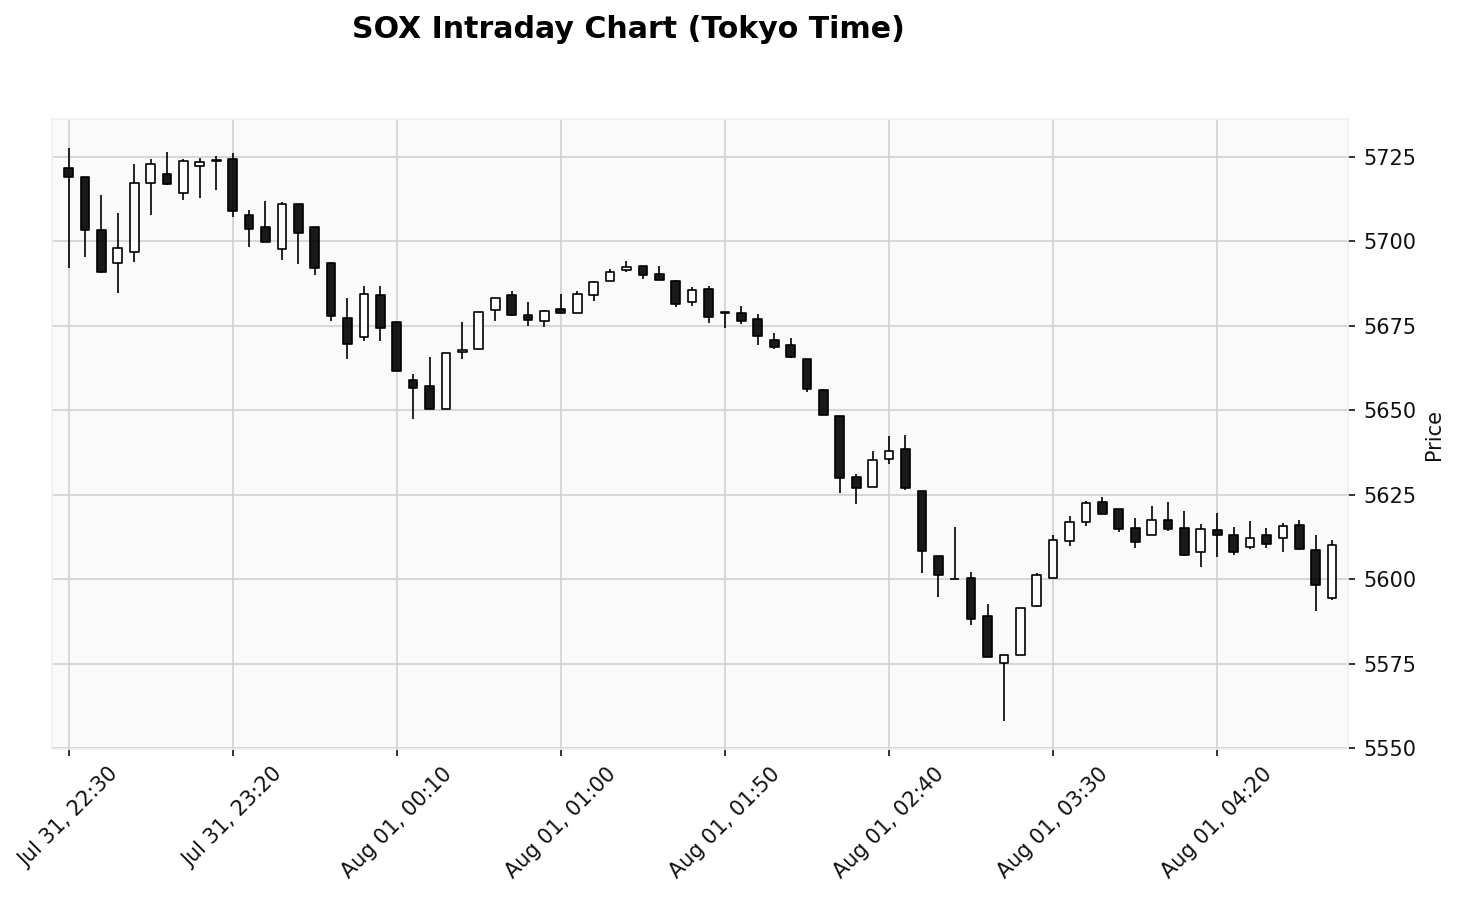 SOX Intraday Chart (Tokyo Time)
5725
5700
5675
5650
5625
5600
5575
5550
Price
Jul 31, 22:30
Jul 31, 23:20
Aug 01, 00:10
Aug 01, 01:00
Aug 01, 01:50
Aug 01, 02:40
Aug 01, 03:30
Aug 01, 04:20